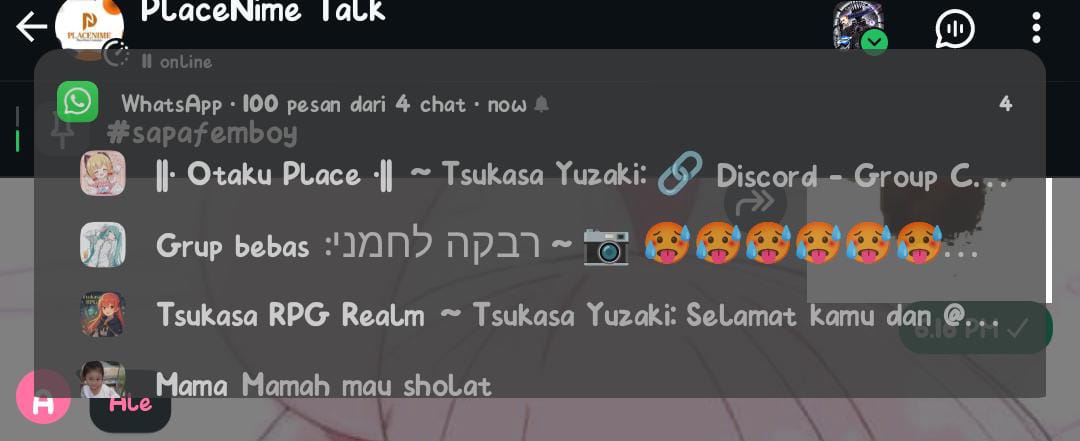 PlaceNime Talk
PLACENIME
11 online
WhatsApp · 100 pesan dari 4 chat · now
4
#sapafemboy
||· Otaku Place ·|| ~ Tsukasa Yuzaki: 🔗 Discord - Group C...
Grup bebas רבקה לחמני: ~ 📷 🥵🥵🥵🥵🥵🥵...
Tsukasa RPG Realm ~ Tsukasa Yuzaki: Selamat kamu dan @...
6:16 PM
Mama Mamah mau sholat
A
Ale